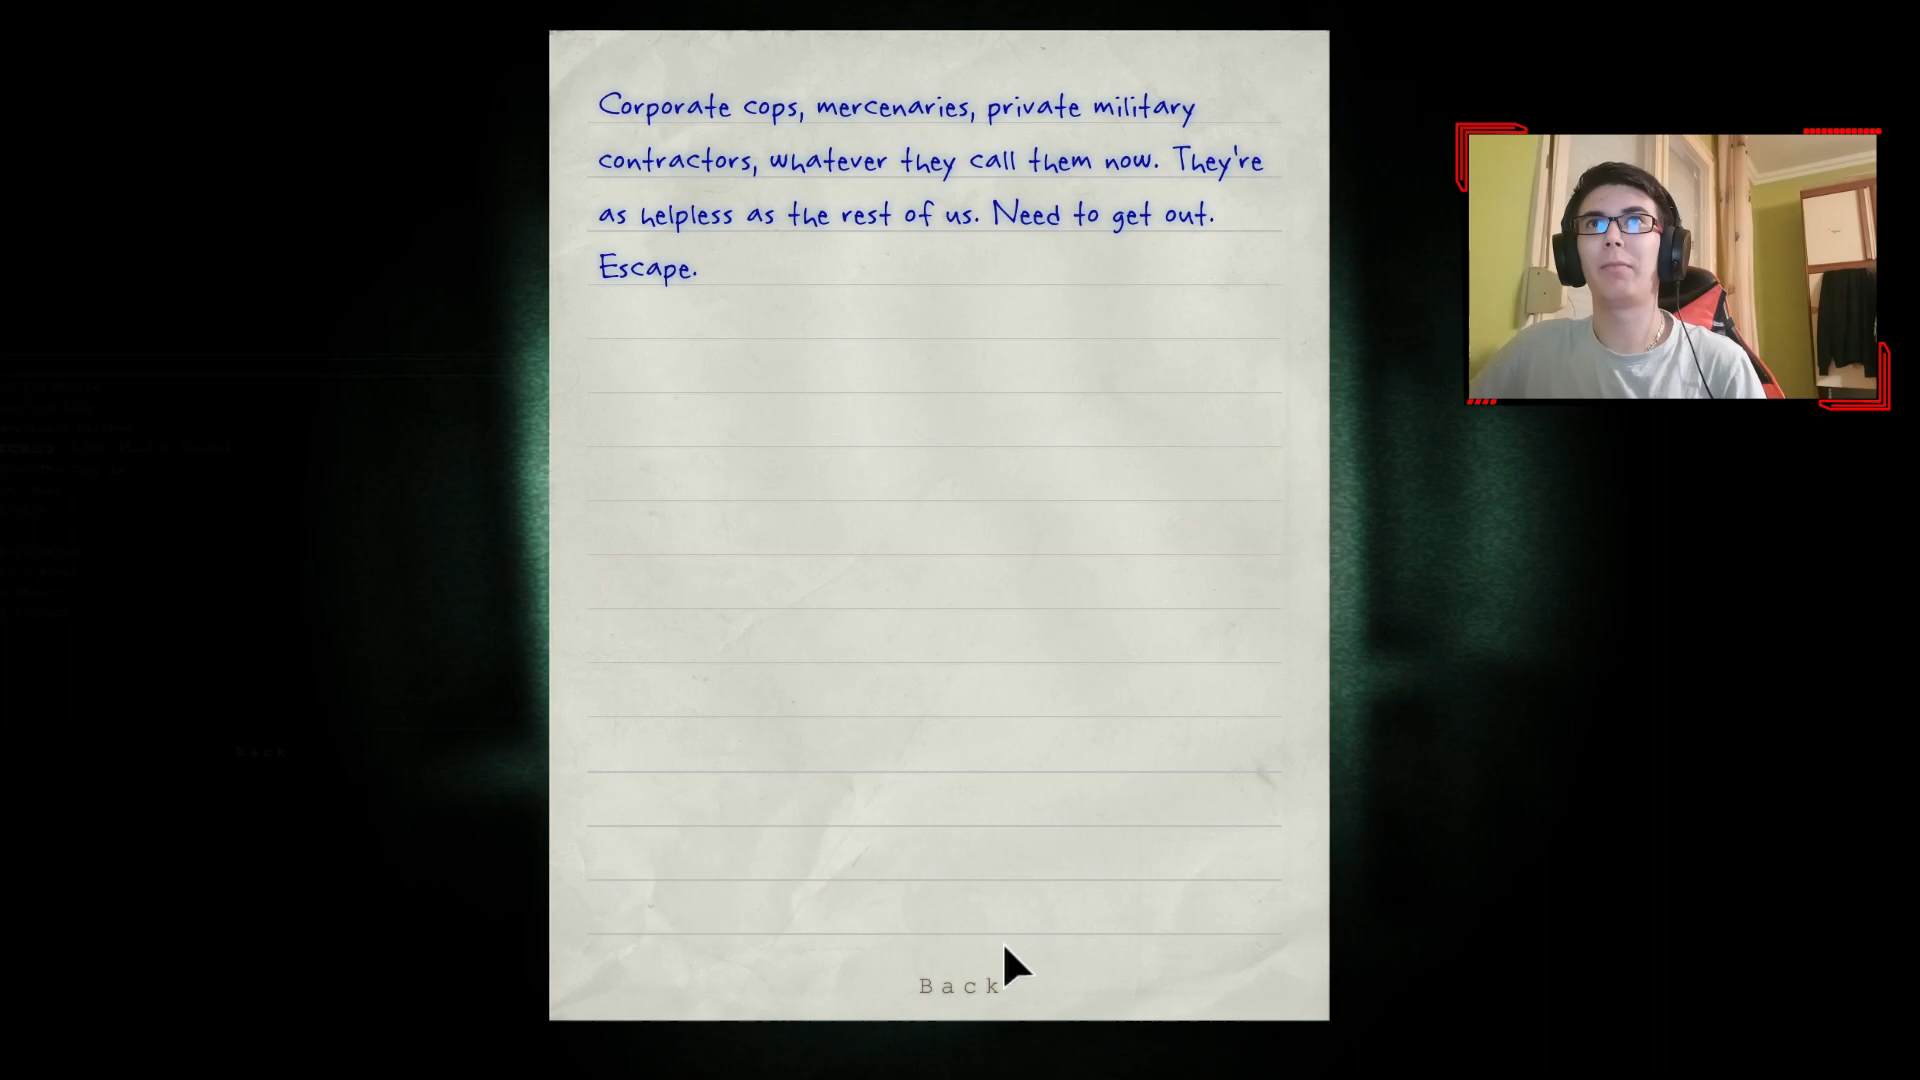 Corporate cops, mercenaries, private military
contractors, whatever they call them now. They're
as helpless as the rest of us. Need to get out.
Escape.
Back
Back